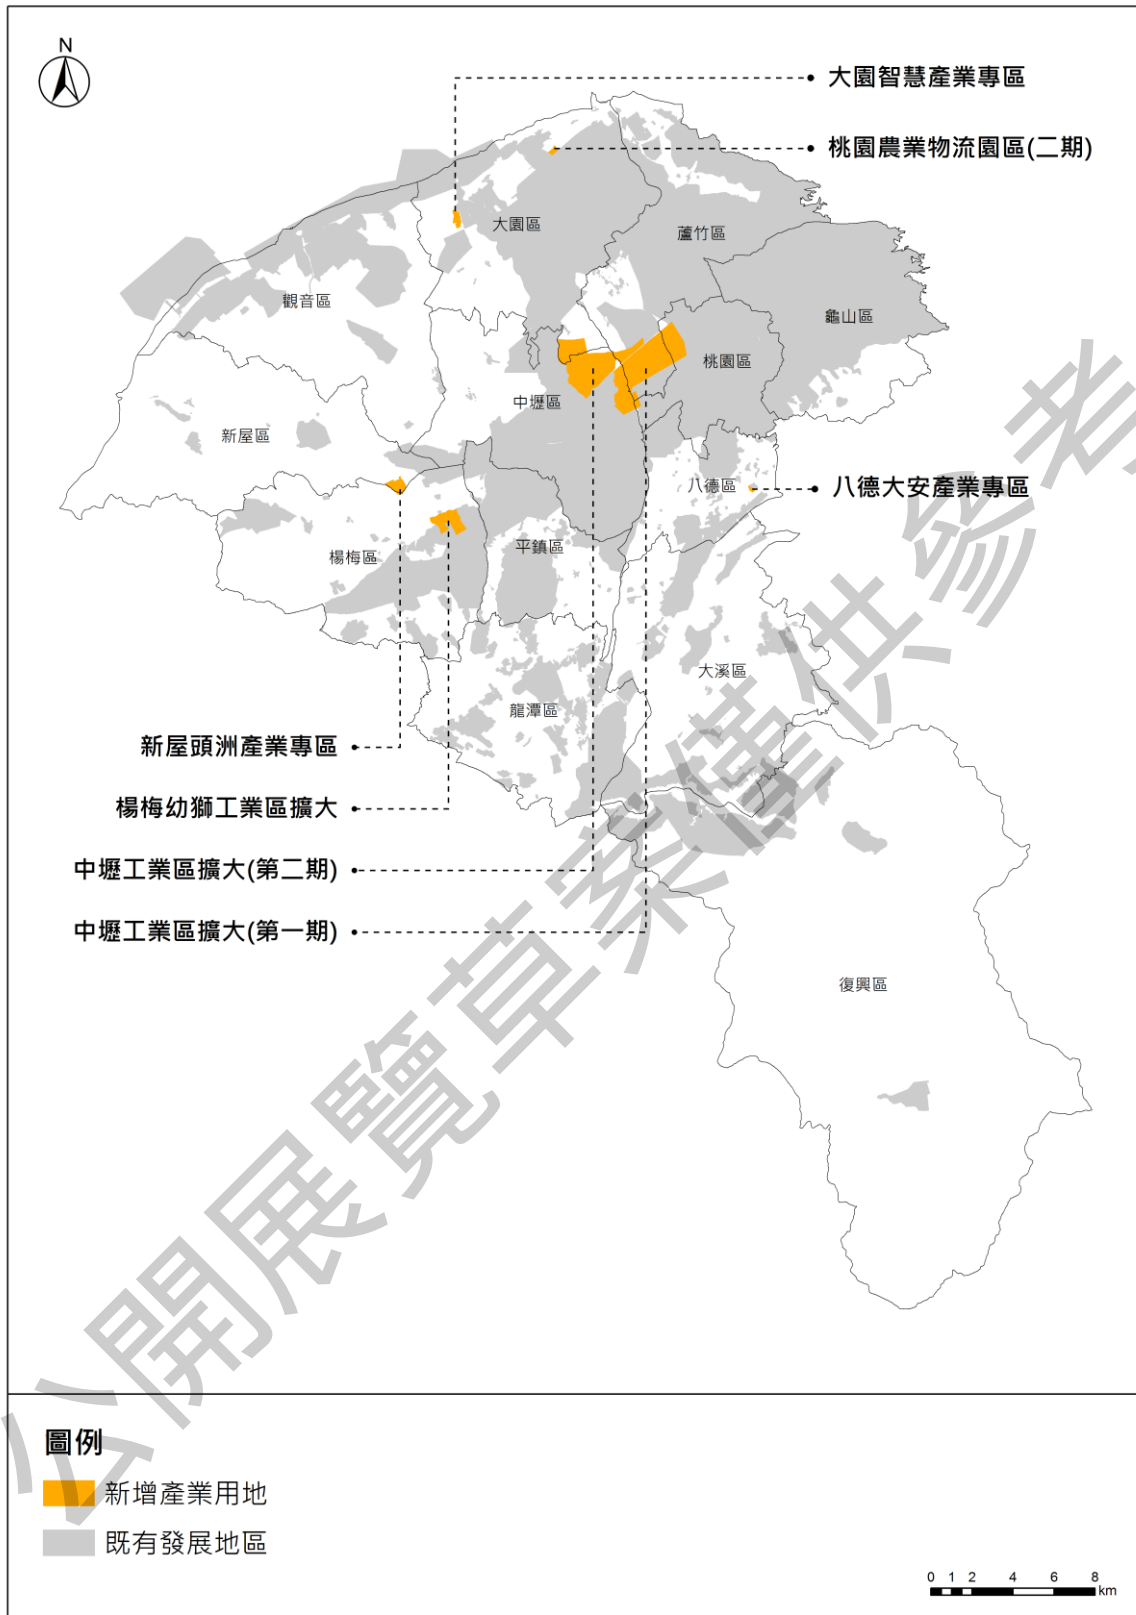 N
大園智慧產業專區
桃園農業物流園區(二期)
大園區
蘆竹區
觀音區
龜山區
桃園區
中壢區
新屋區
八德區
八德大安產業專區
平鎮區
楊梅區
大溪區
龍潭區
新屋頭洲產業專區
楊梅幼獅工業區擴大
中壢工業區擴大(第二期)
中壢工業區擴大(第一期)
復興區
公開展覽草案僅供參考
圖例
新增產業用地
既有發展地區
0 1 2 4 6 8
km